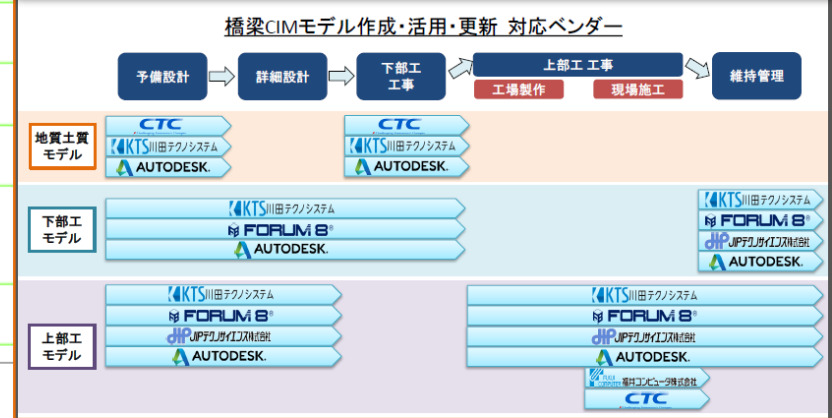 橋梁CIMモデル作成・活用・更新 対応ベンダー
予備設計
詳細設計
下部工
工事
上部工 工事
工場製作
現場施工
維持管理
地質土質
モデル
CTC
CTC
KTS川田テクノシステム
KTS川田テクノシステム
AUTODESK.
AUTODESK.
下部工
モデル
KTS川田テクノシステム
FORUM 8®
AUTODESK.
KTS川田テクノシステム
FORUM 8®
JIPテクノサイエンス株式会社
AUTODESK.
上部工
モデル
KTS川田テクノシステム
FORUM 8®
JIPテクノサイエンス株式会社
AUTODESK.
KTS川田テクノシステム
FORUM 8®
JIPテクノサイエンス株式会社
AUTODESK.
福井コンピュータ株式会社
CTC